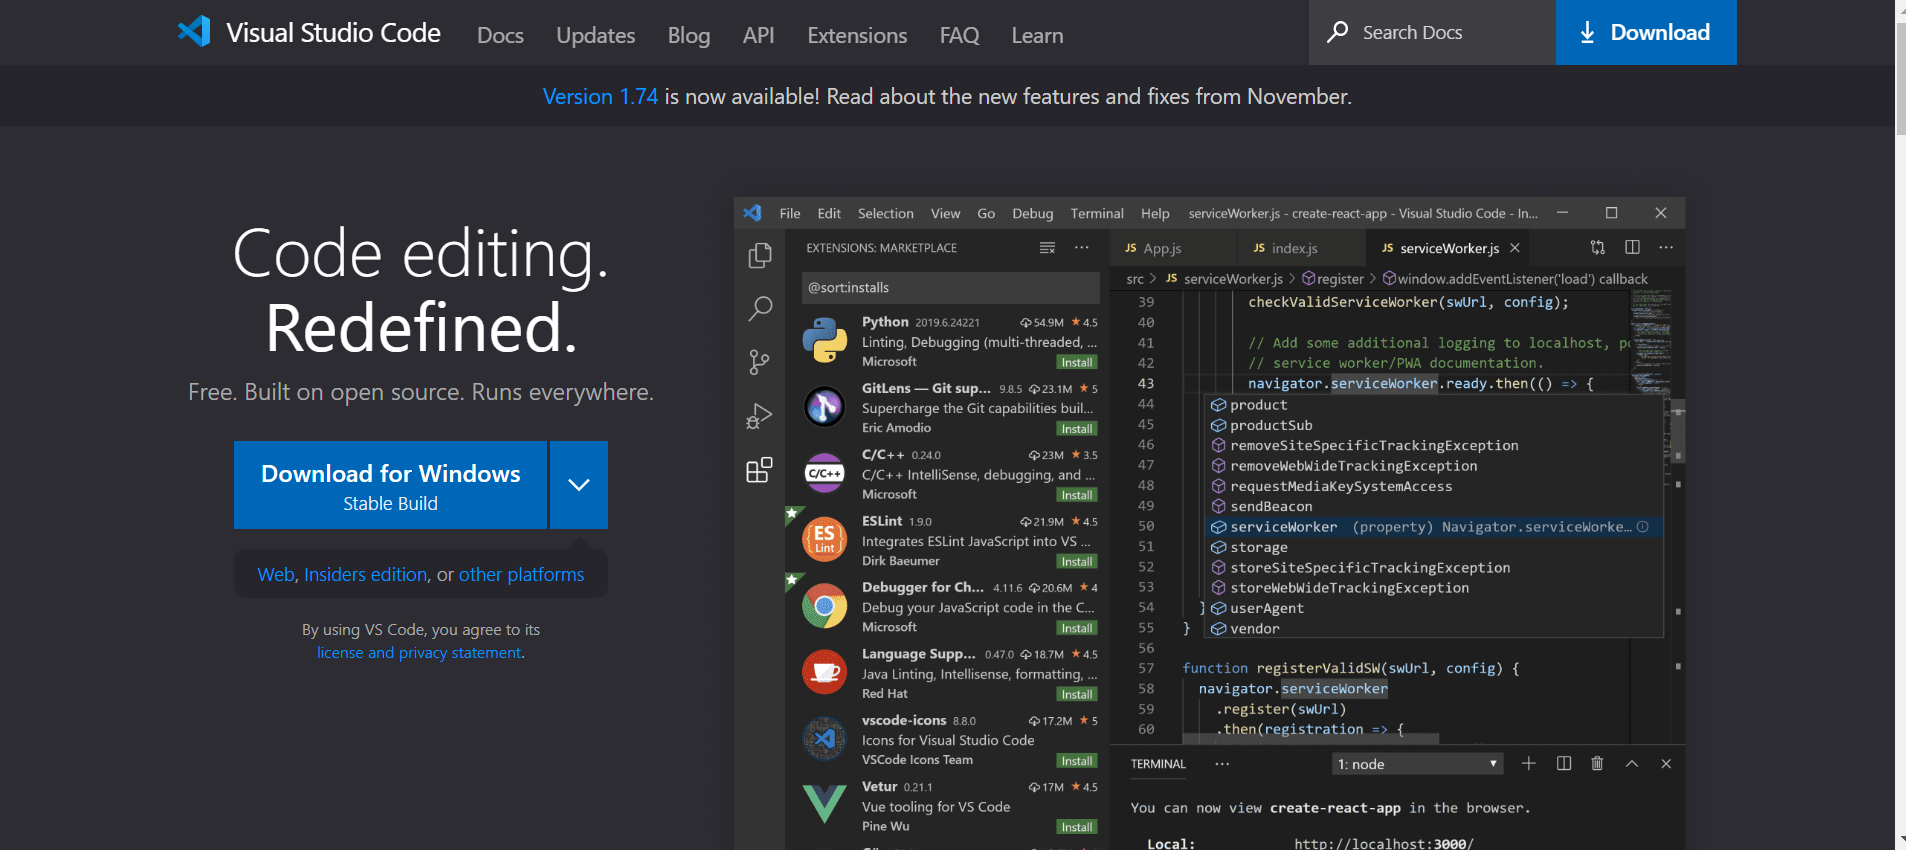 Visual Studio Code Docs Updates Blog API Extensions FAQ Learn Search Docs Download
Version 1.74 is now available! Read about the new features and fixes from November.
Code editing.
Redefined.
Free. Built on open source. Runs everywhere.
Download for Windows
Stable Build
Web, Insiders edition, or other platforms
By using VS Code, you agree to its
license and privacy statement.
File Edit Selection View Go Debug Terminal Help serviceWorker.js - create-react-app - Visual Studio Code - In...
EXTENSIONS: MARKETPLACE
@sort:installs
Python 2019.6.24221 54.9M ★ 4.5
Linting, Debugging (multi-threaded, ...
Microsoft Install
GitLens — Git sup... 9.8.5 23.1M ★ 5
Supercharge the Git capabilities buil...
Eric Amodio Install
C/C++
C/C++ 0.24.0 23M ★ 3.5
C/C++ IntelliSense, debugging, and ...
Microsoft Install
ES
Lint
ESLint 1.9.0 21.9M ★ 4.5
Integrates ESLint JavaScript into VS ...
Dirk Baeumer Install
Debugger for Ch... 4.11.6 20.6M ★ 4
Debug your JavaScript code in the C...
Microsoft Install
Language Supp... 0.47.0 18.7M ★ 4.5
Java Linting, Intellisense, formatting, ...
Red Hat Install
vscode-icons 8.8.0 17.2M ★ 5
Icons for Visual Studio Code
VSCode Icons Team Install
Vetur 0.21.1 17M ★ 4.5
Vue tooling for VS Code
Pine Wu Install
JS App.js JS index.js JS serviceWorker.js
src > JS serviceWorker.js > register > window.addEventListener('load') callback
39 checkValidServiceWorker(swUrl, config);
40
41 // Add some additional logging to localhost, po
42 // service worker/PWA documentation.
43 navigator.serviceWorker.ready.then(() => {
44 product
45 productSub
46 removeSiteSpecificTrackingException
47 removeWebWideTrackingException
48 requestMediaKeySystemAccess
49 sendBeacon
50 serviceWorker (property) Navigator.serviceWorke...
51 storage
52 storeSiteSpecificTrackingException
53 storeWebWideTrackingException
54 } userAgent
55 } vendor
56
57 function registerValidSW(swUrl, config) {
58 navigator.serviceWorker
59 .register(swUrl)
60 .then(registration => {
TERMINAL ... 1: node
You can now view create-react-app in the browser.
Local: http://localhost:3000/